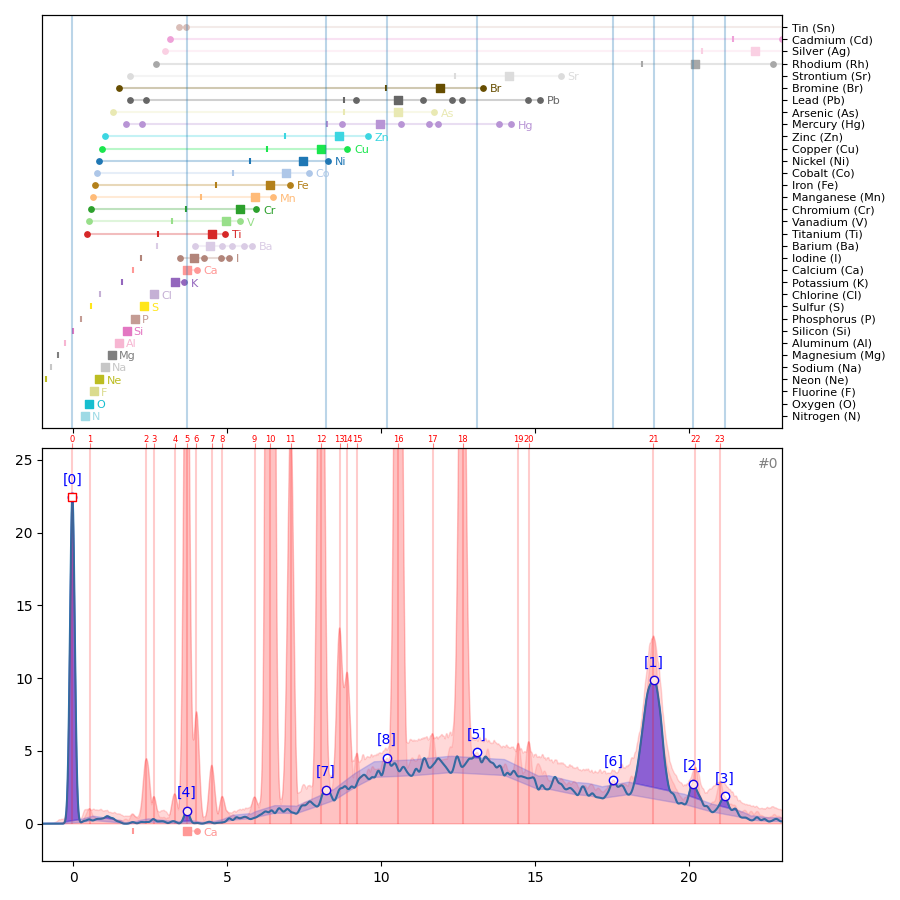 Tin (Sn)
Cadmium (Cd)
Silver (Ag)
Rhodium (Rh)
Sr Strontium (Sr)
Br Bromine (Br)
Pb Lead (Pb)
As Arsenic (As)
Hg Mercury (Hg)
Zn Zinc (Zn)
Cu Copper (Cu)
Ni Nickel (Ni)
Co Cobalt (Co)
Fe Iron (Fe)
Mn Manganese (Mn)
Cr Chromium (Cr)
V Vanadium (V)
Ti Titanium (Ti)
Ba Barium (Ba)
I Iodine (I)
Ca Calcium (Ca)
K Potassium (K)
Cl Chlorine (Cl)
S Sulfur (S)
P Phosphorus (P)
Si Silicon (Si)
Al Aluminum (Al)
Mg Magnesium (Mg)
Na Sodium (Na)
Ne Neon (Ne)
F Fluorine (F)
O Oxygen (O)
N Nitrogen (N)
0 1 2 3 4 5 6 7 8 9 10 11 12 13 14 15 16 17 18 19 20 21 22 23
#0
25
[0]
20
15
[1]
10
[5]
[8]
5
[6]
[2]
[7]
[3]
[4]
0
Ca
0 5 10 15 20